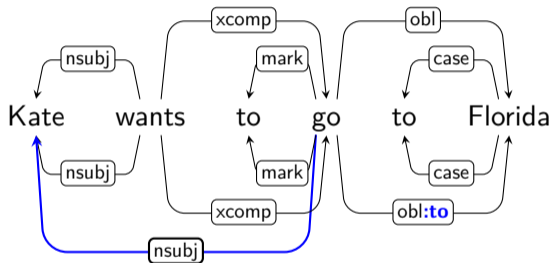 xcomp obl
nsubj mark case
Kate wants to go to Florida
nsubj mark case
xcomp obl:to
nsubj